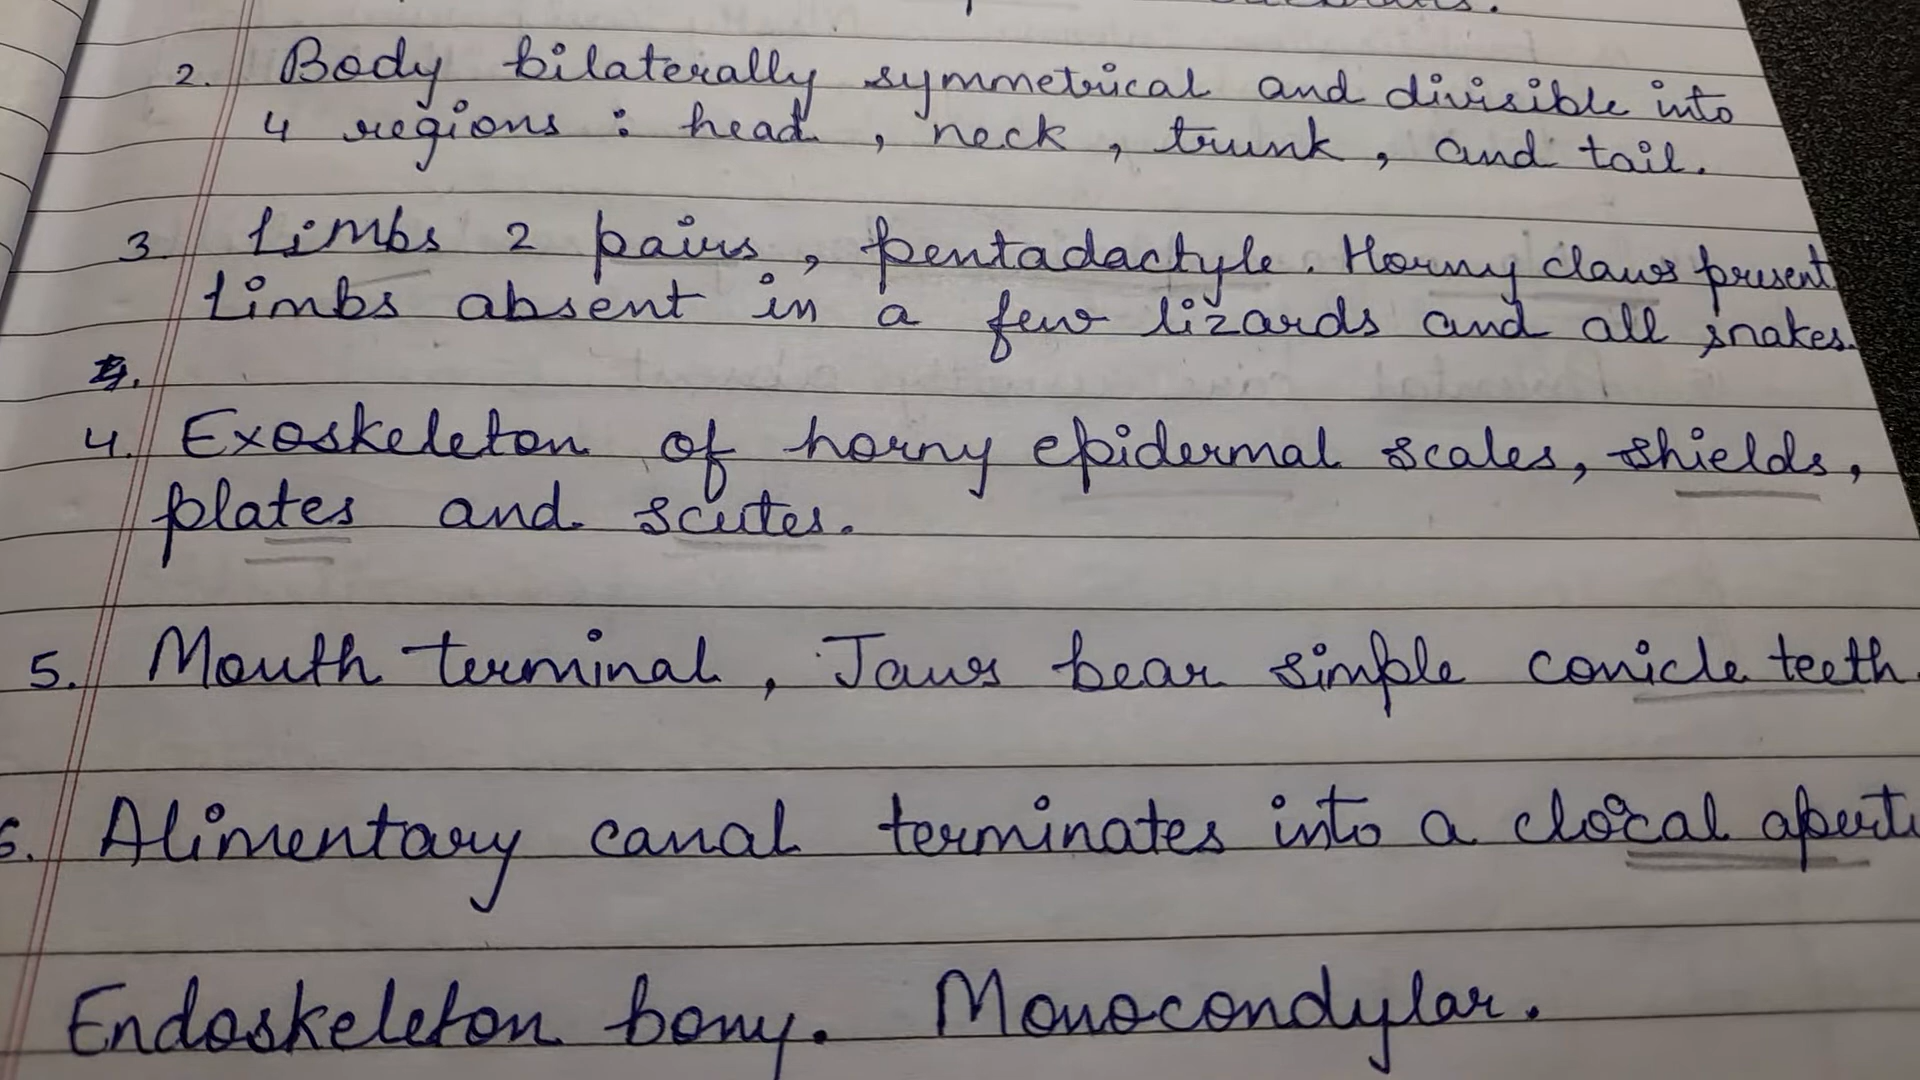 2. Body bilaterally symmetrical and divisible into
4 regions : head , neck , trunk , and tail.
3. Limbs 2 pairs , pentadactyle. Horny claws present
Limbs absent in a few lizards and all snakes.
4. Exoskeleton of horny epidermal scales, shields,
plates and scutes.
5. Mouth terminal , Jaws bear simple conicle teeth.
6. Alimentary canal terminates into a cloacal
Endoskeleton bony. Monocondylar.